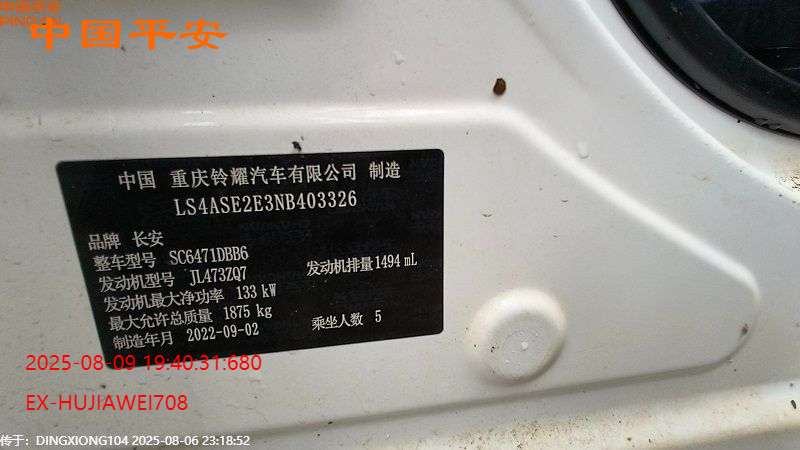 中国平安
PINGAN
中国平安
中国 重庆铃耀汽车有限公司 制造
LS4ASE2E3NB403326
品牌 长安
整车型号 SC6471DBB6
发动机型号 JL473ZQ7 发动机排量 1494 mL
发动机最大净功率 133 kW
最大允许总质量 1875 kg
制造年月 2022-09-02 乘坐人数 5
2025-08-09 19:40:31:680
EX-HUJIAWEI708
传于：DINGXIONG104 2025-08-06 23:18:52